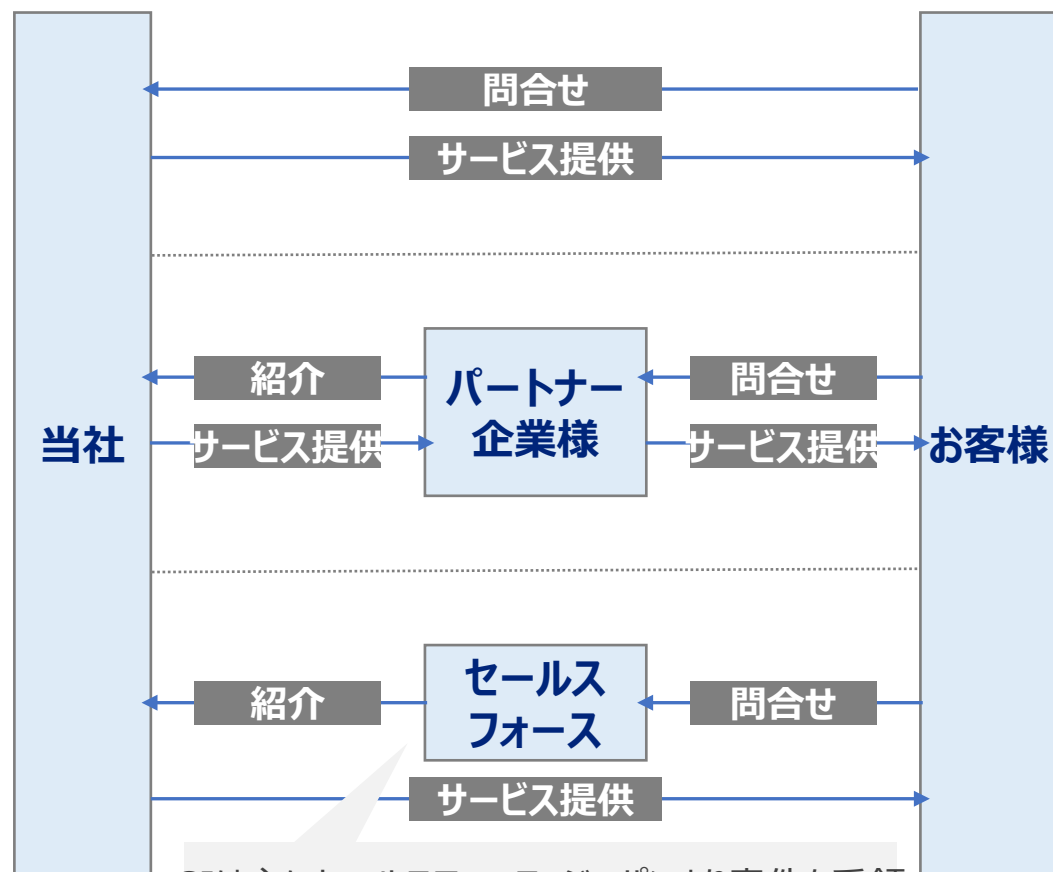 問合せ
サービス提供
紹介
パートナー
企業様
問合せ
当社
サービス提供
サービス提供
お客様
紹介
セールス
フォース
問合せ
サービス提供